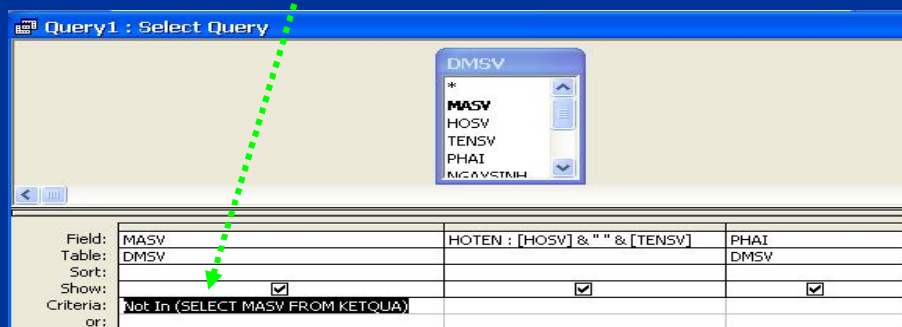 Query1 : Select Query
DMSV
*
MASV
HOSV
TENSV
PHAI
NGAYSINH
Field: MASV HOTEN : [HOSV] & " " & [TENSV] PHAI
Table: DMSV DMSV
Sort:
Show:
Criteria: Not In (SELECT MASV FROM KETQUA)
or: